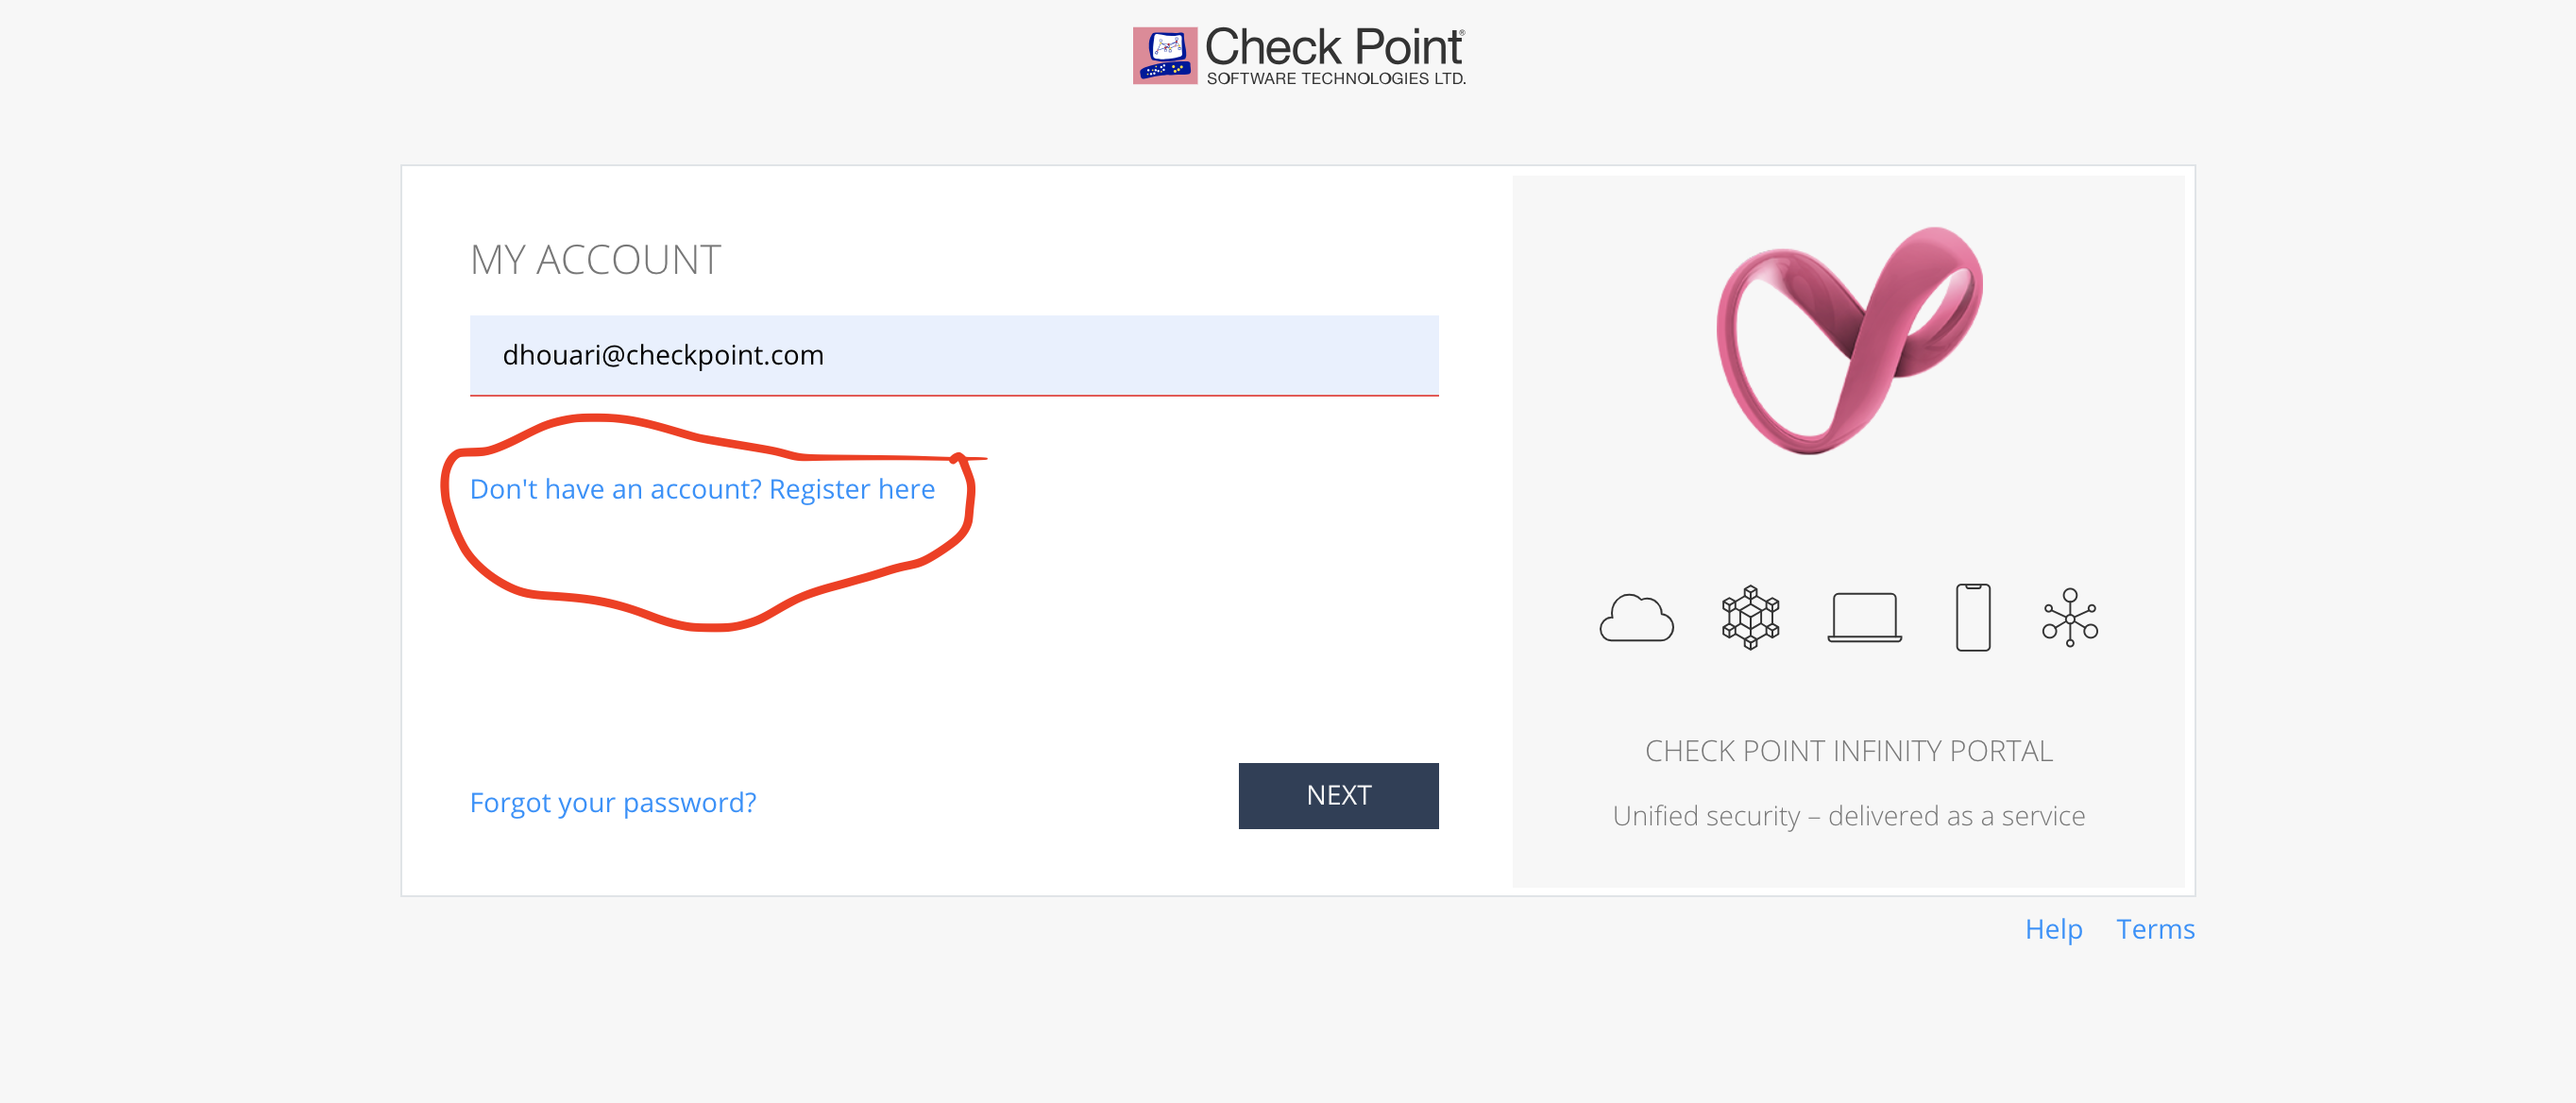 Check Point®
SOFTWARE TECHNOLOGIES LTD.
MY ACCOUNT
dhouari@checkpoint.com
Don't have an account? Register here
Forgot your password?
NEXT
CHECK POINT INFINITY PORTAL
Unified security – delivered as a service
Help Terms